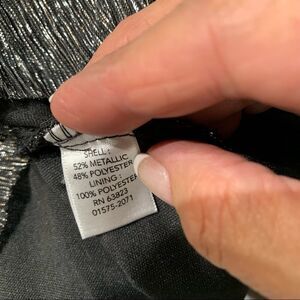 SHELL :
52% METALLIC
48% POLYESTER
LINING :
100% POLYESTER
RN 63823
01575-2071